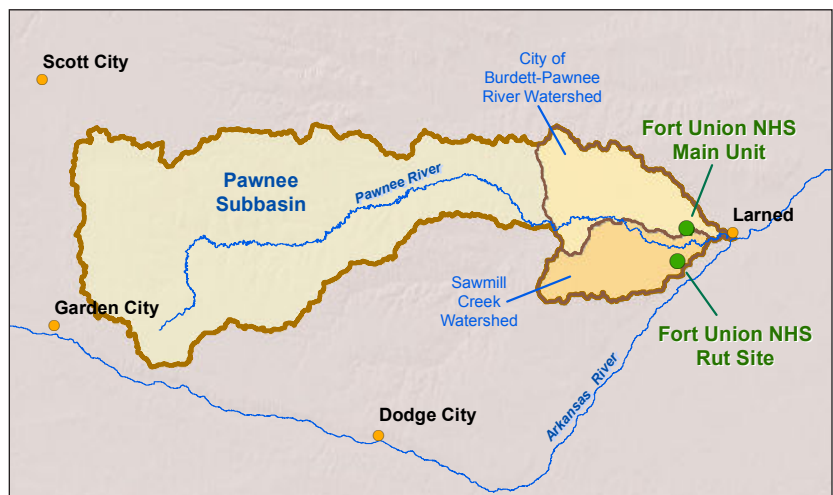 Scott City
City of
Burdett-Pawnee
River Watershed
Fort Union NHS
Main Unit
Pawnee
Subbasin
Pawnee River
Larned
Sawmill
Creek
Watershed
Garden City
Fort Union NHS
Rut Site
Arkansas River
Dodge City